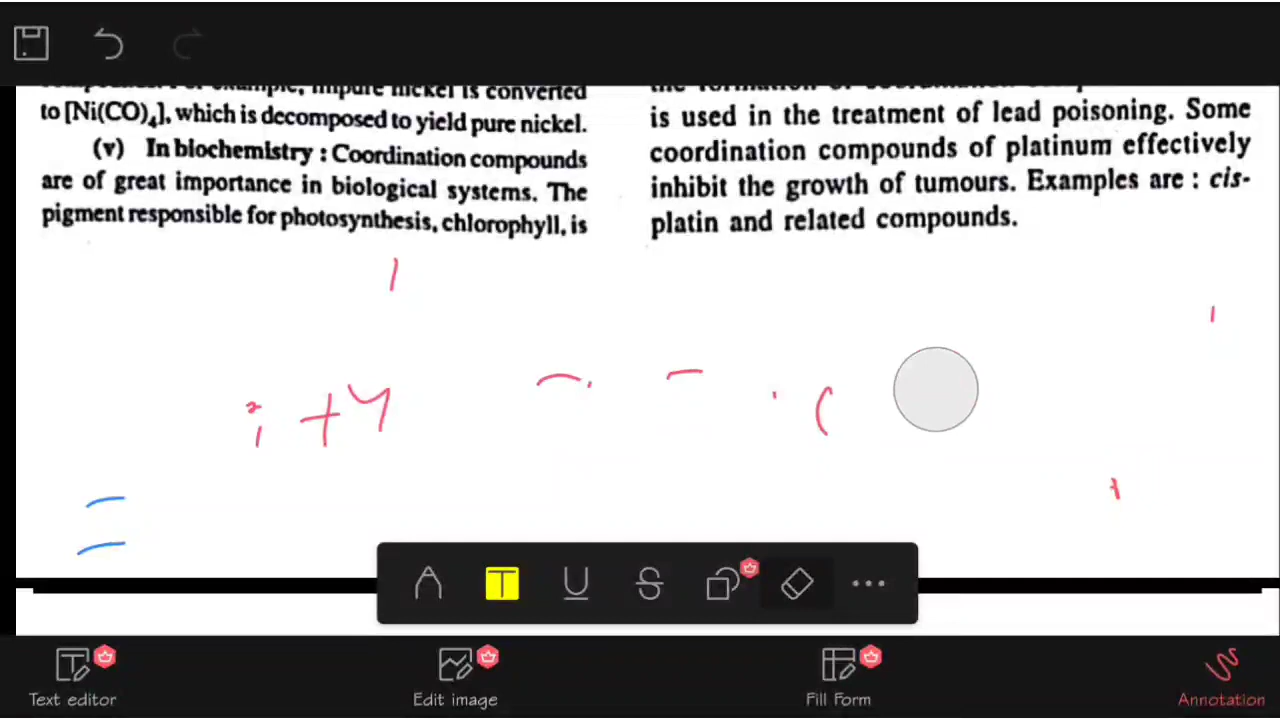 to [Ni(CO)₄], which is decomposed to yield pure nickel.
(v) In biochemistry : Coordination compounds
are of great importance in biological systems. The
pigment responsible for photosynthesis, chlorophyll, is
is used in the treatment of lead poisoning. Some
coordination compounds of platinum effectively
inhibit the growth of tumours. Examples are : cis-
platin and related compounds.
+4
Text editor
Edit image
Fill Form
Annotation